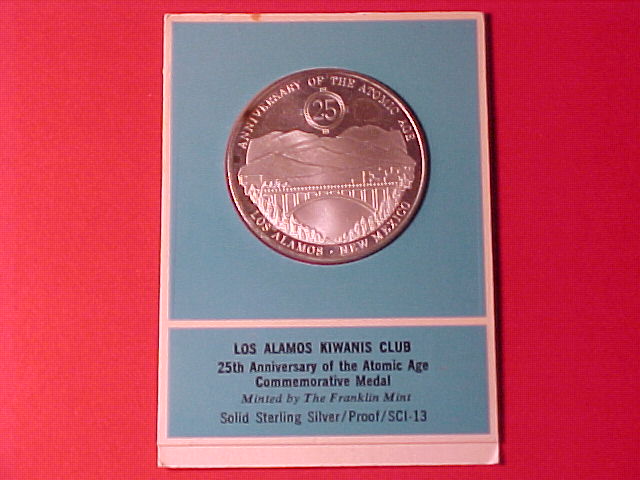 ANNIVERSARY OF THE ATOMIC AGE
25
LOS ALAMOS · NEW MEXICO
LOS ALAMOS KIWANIS CLUB
25th Anniversary of the Atomic Age
Commemorative Medal
Minted by The Franklin Mint
Solid Sterling Silver/Proof/SCI-13